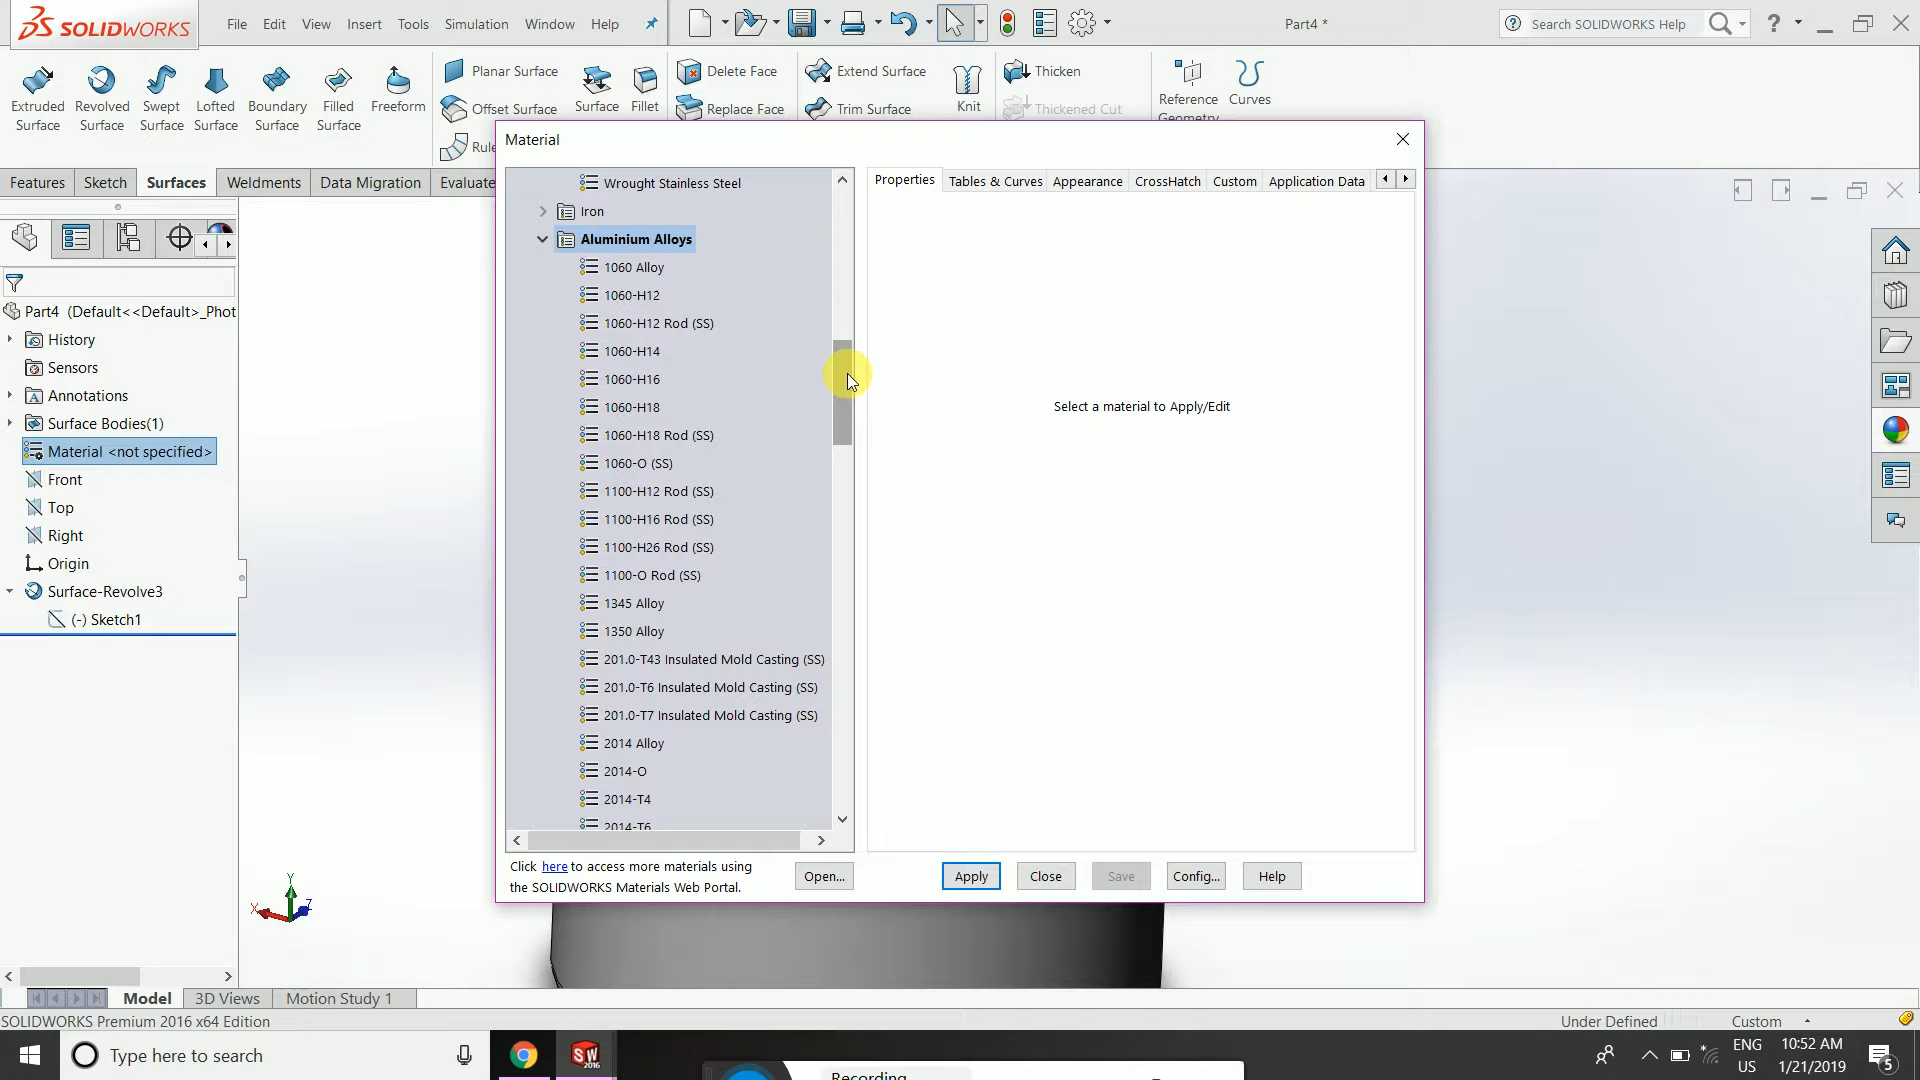 SOLIDWORKS
File Edit View Insert Tools Simulation Window Help
Part4 *
Search SOLIDWORKS Help
Extruded Surface
Revolved Surface
Swept Surface
Lofted Surface
Boundary Surface
Filled Surface
Freeform
Planar Surface
Offset Surface
Rule
Surface
Fillet
Delete Face
Replace Face
Extend Surface
Trim Surface
Knit
Thicken
Thickened Cut
Reference Geometry
Curves
Features Sketch Surfaces Weldments Data Migration Evaluate
Part4 (Default<<Default>_Phot
History
Sensors
Annotations
Surface Bodies(1)
Material <not specified>
Front
Top
Right
Origin
Surface-Revolve3
(-) Sketch1
Material
Wrought Stainless Steel
Iron
Aluminium Alloys
1060 Alloy
1060-H12
1060-H12 Rod (SS)
1060-H14
1060-H16
1060-H18
1060-H18 Rod (SS)
1060-O (SS)
1100-H12 Rod (SS)
1100-H16 Rod (SS)
1100-H26 Rod (SS)
1100-O Rod (SS)
1345 Alloy
1350 Alloy
201.0-T43 Insulated Mold Casting (SS)
201.0-T6 Insulated Mold Casting (SS)
201.0-T7 Insulated Mold Casting (SS)
2014 Alloy
2014-O
2014-T4
2014-T6
Properties Tables & Curves Appearance CrossHatch Custom Application Data
Select a material to Apply/Edit
Click here to access more materials using
the SOLIDWORKS Materials Web Portal.
Open... Apply Close Save Config... Help
Y
X
Z
Model 3D Views Motion Study 1
SOLIDWORKS Premium 2016 x64 Edition
Under Defined
Custom
Type here to search
SW
2016
Recording
ENG
US
10:52 AM
1/21/2019
5